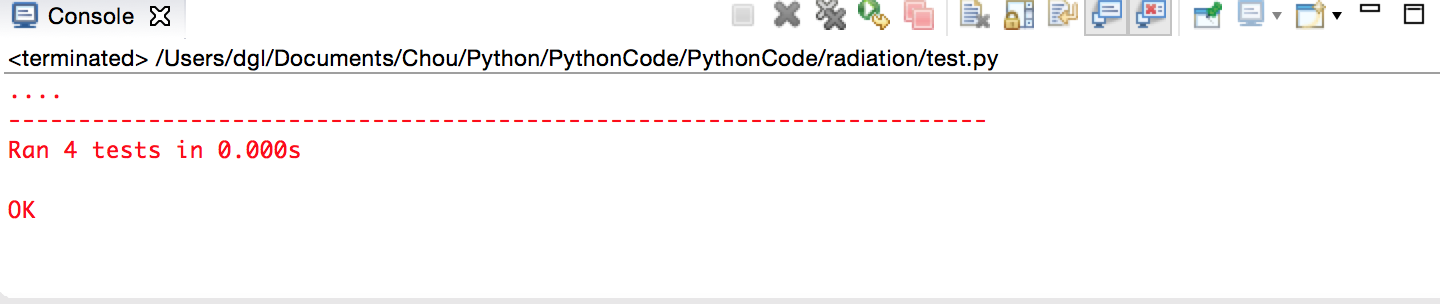 Console
<terminated> /Users/dgl/Documents/Chou/Python/PythonCode/PythonCode/radiation/test.py
....
----------------------------------------------------------------------
Ran 4 tests in 0.000s
OK